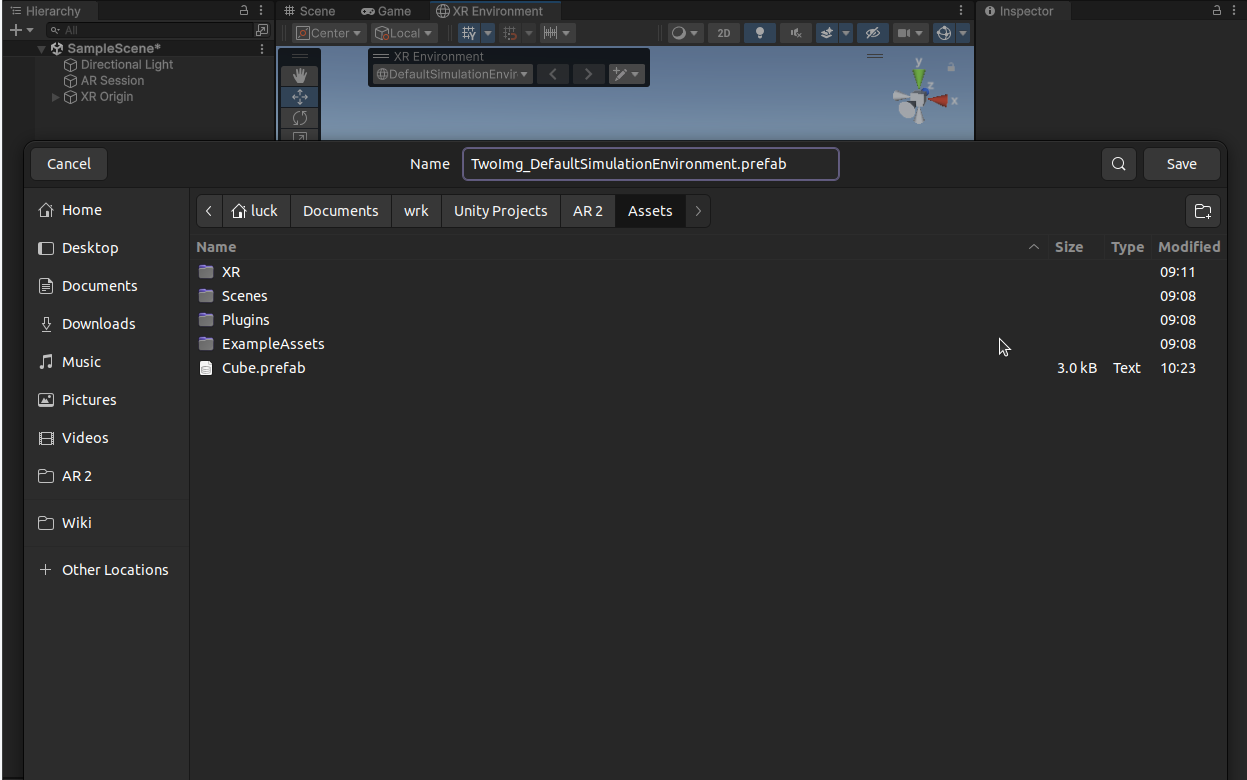 Hierarchy
Scene
Game
XR Environment
Inspector
All
Center
Local
2D
SampleScene*
Directional Light
AR Session
XR Origin
XR Environment
DefaultSimulationEnvir
y
z
x
Cancel
Name
TwoImg_DefaultSimulationEnvironment.prefab
Save
luck
Documents
wrk
Unity Projects
AR 2
Assets
Home
Desktop
Documents
Downloads
Music
Pictures
Videos
AR 2
Wiki
Other Locations
Name Size Type Modified
XR 09:11
Scenes 09:08
Plugins 09:08
ExampleAssets 09:08
Cube.prefab 3.0 kB Text 10:23